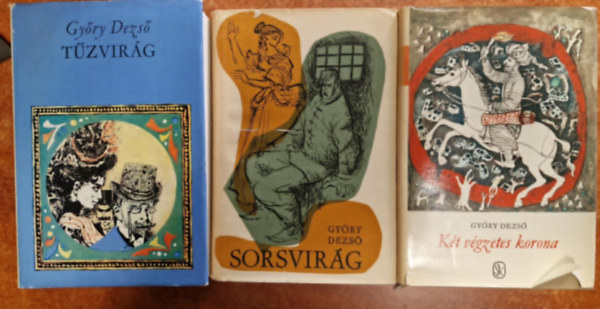 Győry Dezső
TŰZVIRÁG
GYŐRY
DEZSŐ
SORSVIRÁG
GYŐRY DEZSŐ
Két végzetes korona